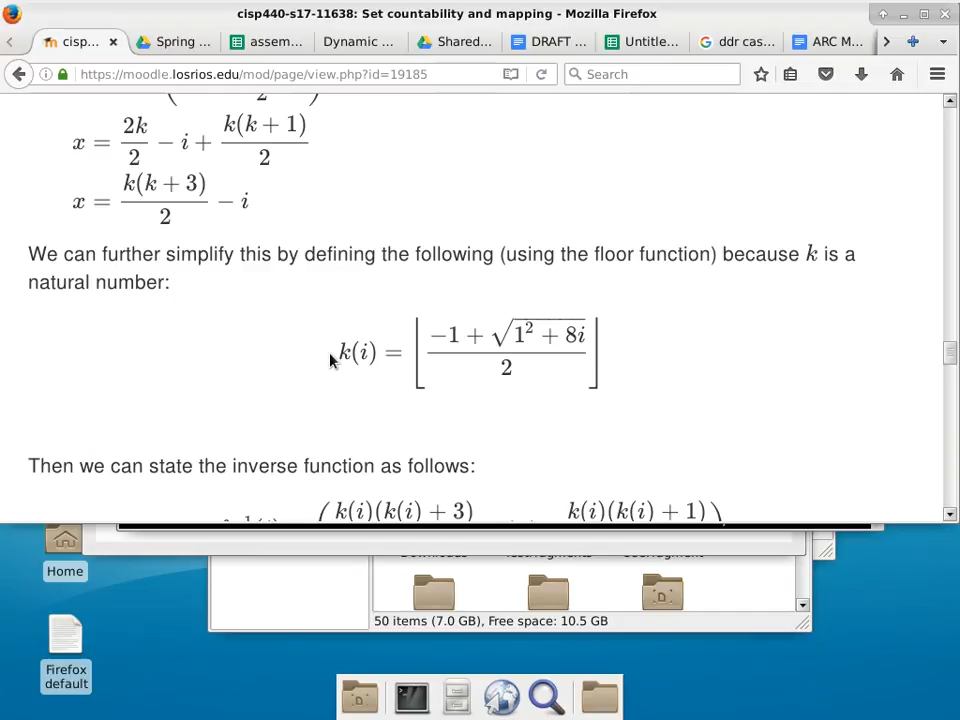 cisp440-s17-11638: Set countability and mapping - Mozilla Firefox
cisp... Spring ... assem... Dynamic ... Shared... DRAFT ... Untitle... ddr cas... ARC M...
https://moodle.losrios.edu/mod/page/view.php?id=19185 Search
2
x = 2k/2 − i + k(k + 1)/2
x = k(k + 3)/2 − i
We can further simplify this by defining the following (using the floor function) because k is a
natural number:
k(i) = ⌊(−1 + √(1² + 8i))/2⌋
Then we can state the inverse function as follows:
( k(i)(k(i) + 3) k(i)(k(i) + 1) )
Home
50 items (7.0 GB), Free space: 10.5 GB
Firefox
default